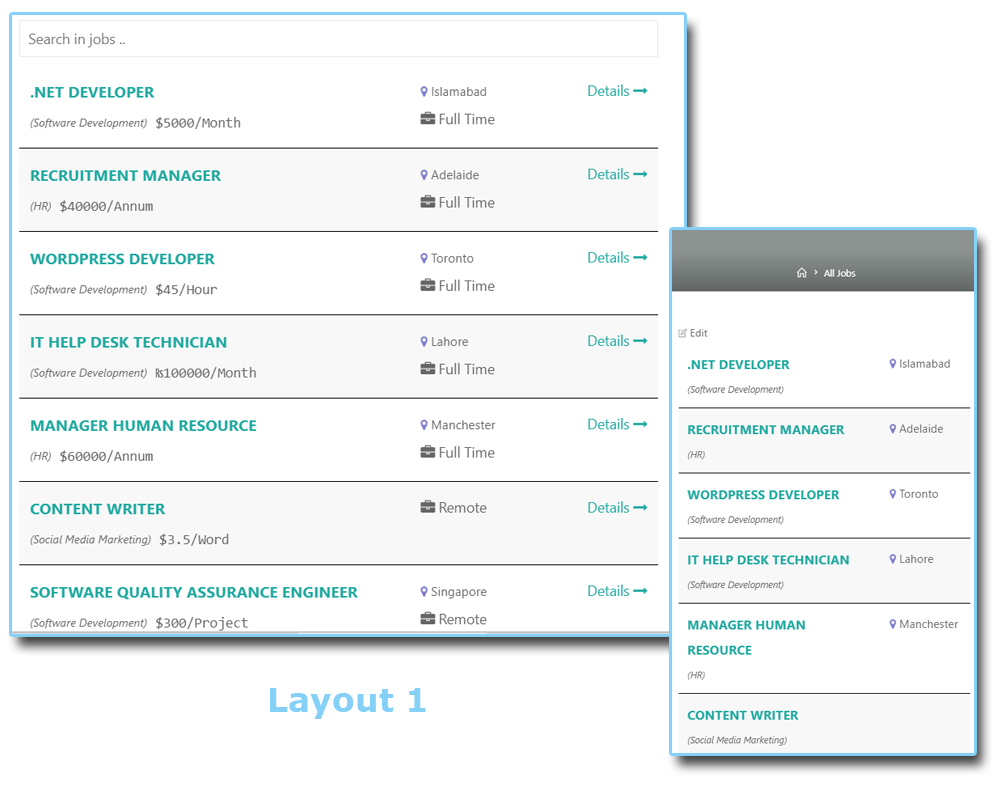 Search in jobs ..
.NET DEVELOPER
Islamabad
Details
(Software Development) $5000/Month
Full Time
RECRUITMENT MANAGER
Adelaide
Details
(HR) $40000/Annum
Full Time
WORDPRESS DEVELOPER
Toronto
Details
(Software Development) $45/Hour
Full Time
IT HELP DESK TECHNICIAN
Lahore
Details
(Software Development) ₨100000/Month
Full Time
MANAGER HUMAN RESOURCE
Manchester
Details
(HR) $60000/Annum
Full Time
CONTENT WRITER
Remote
Details
(Social Media Marketing) $3.5/Word
SOFTWARE QUALITY ASSURANCE ENGINEER
Singapore
Details
(Software Development) $300/Project
Remote
All Jobs
Edit
.NET DEVELOPER
Islamabad
(Software Development)
RECRUITMENT MANAGER
Adelaide
(HR)
WORDPRESS DEVELOPER
Toronto
(Software Development)
IT HELP DESK TECHNICIAN
Lahore
(Software Development)
MANAGER HUMAN
Manchester
RESOURCE
(HR)
CONTENT WRITER
(Social Media Marketing)
Layout 1